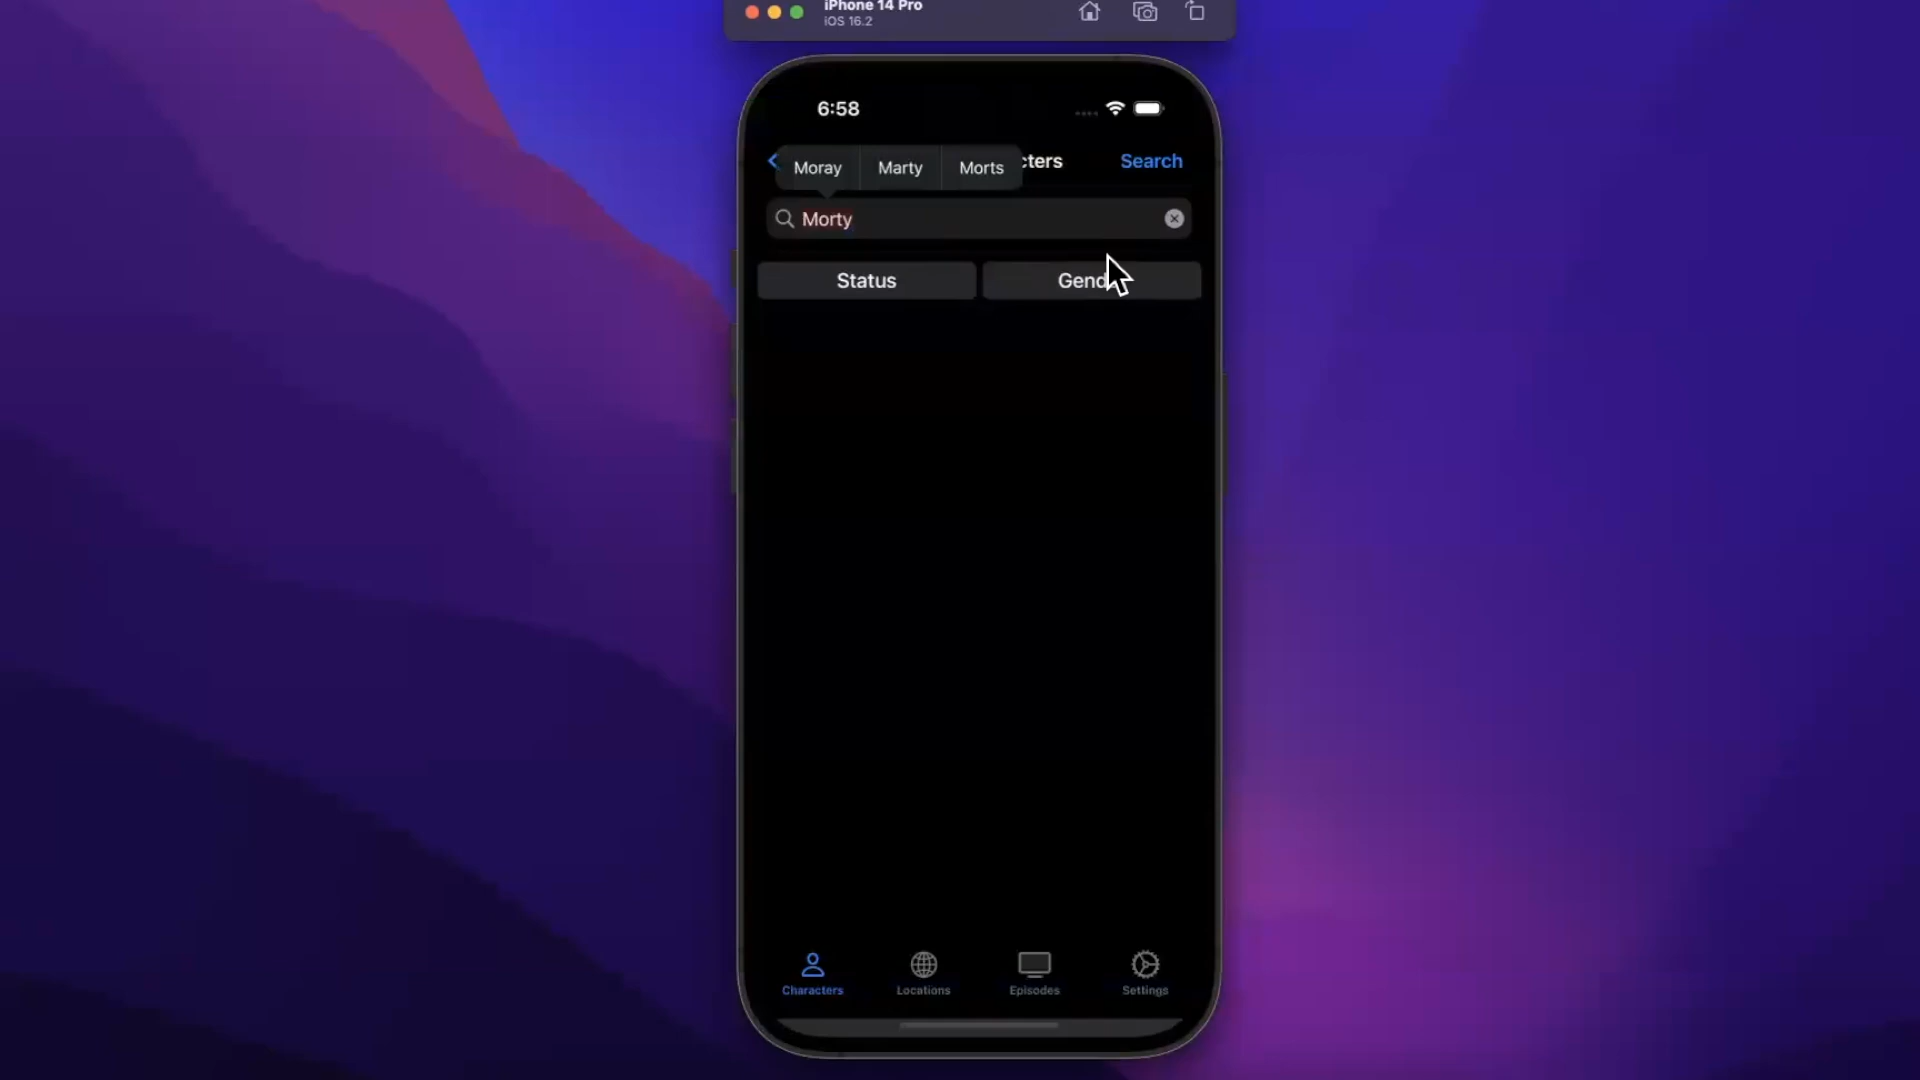 iPhone 14 Pro
iOS 16.2
6:58
Moray Marty Morts cters Search
Morty
Status Gend
Characters Locations Episodes Settings